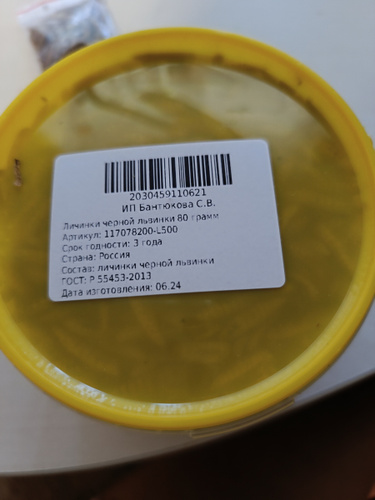 2030459110621
ИП Бантюкова С.В.
Личинки черной львинки 80 грамм
Артикул: 117078200-L500
Срок годности: 3 года
Страна: Россия
Состав: личинки черной львинки
ГОСТ: Р 55453-2013
Дата изготовления: 06.24